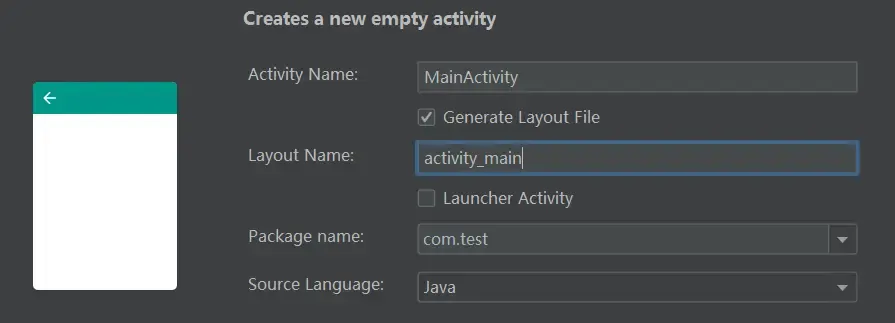 Creates a new empty activity
Activity Name: MainActivity
Generate Layout File
Layout Name: activity_main
Launcher Activity
Package name: com.test
Source Language: Java